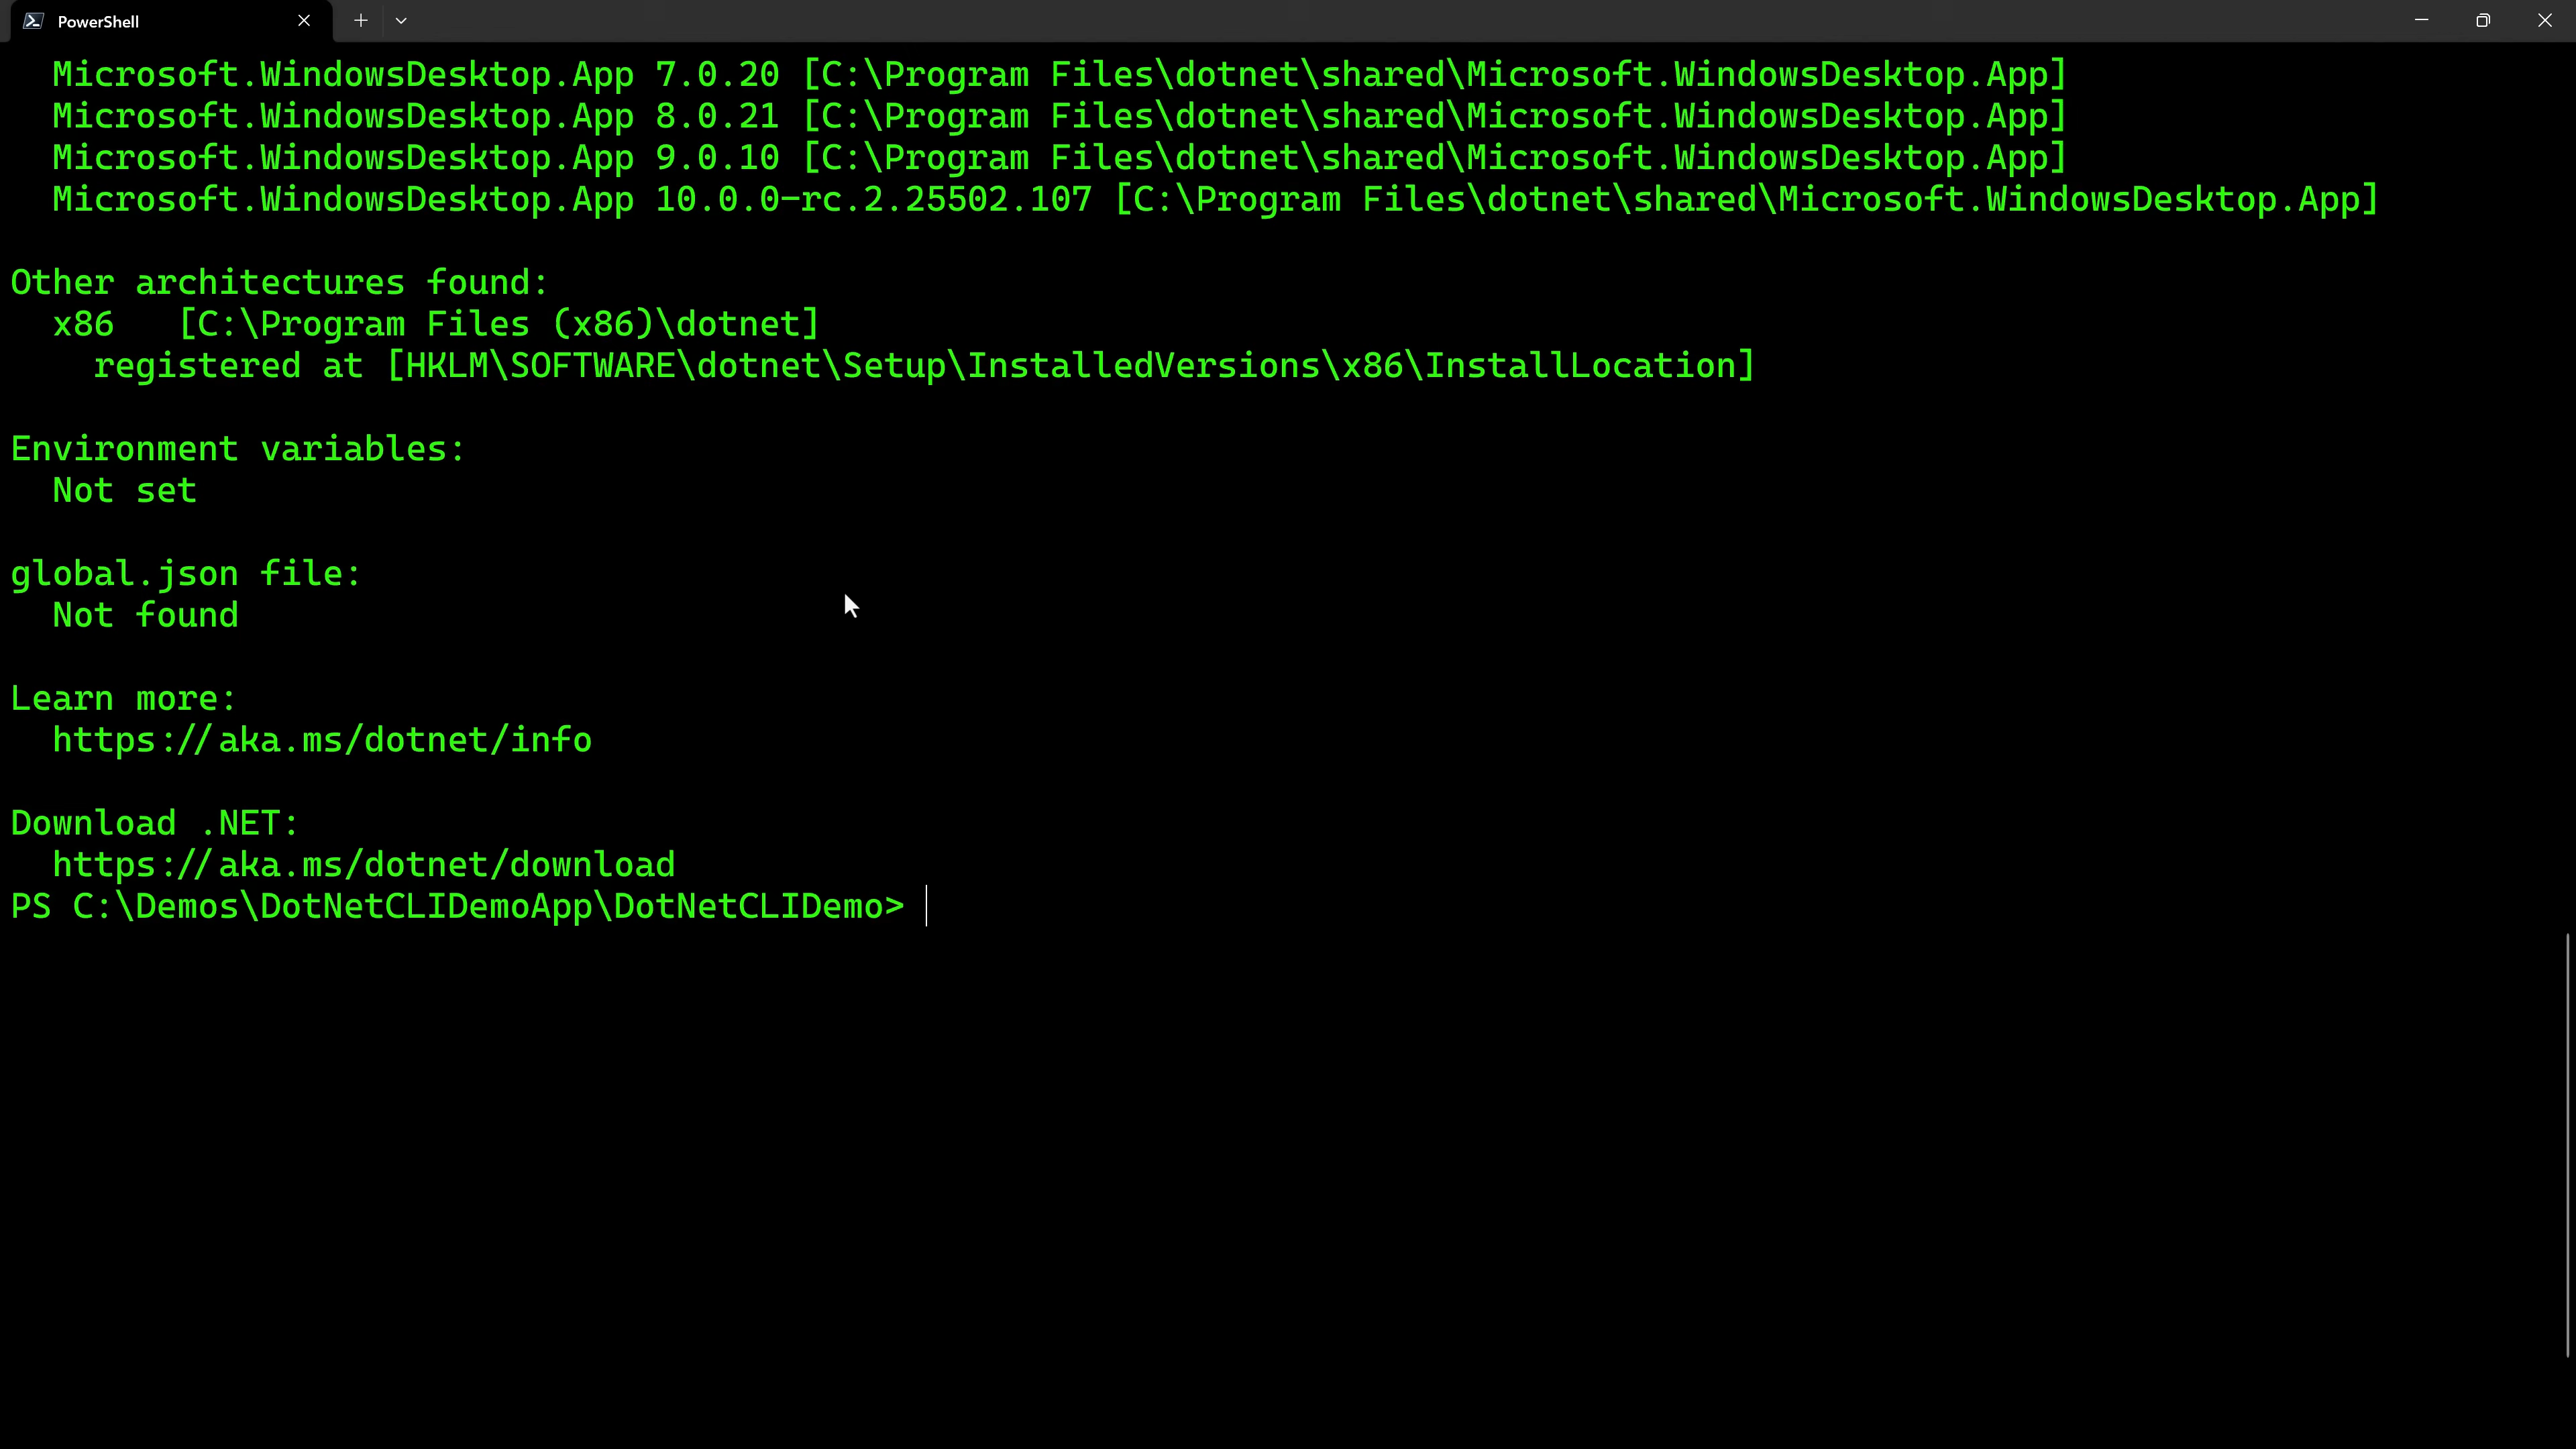 PowerShell
Microsoft.WindowsDesktop.App 7.0.20 [C:\Program Files\dotnet\shared\Microsoft.WindowsDesktop.App]
Microsoft.WindowsDesktop.App 8.0.21 [C:\Program Files\dotnet\shared\Microsoft.WindowsDesktop.App]
Microsoft.WindowsDesktop.App 9.0.10 [C:\Program Files\dotnet\shared\Microsoft.WindowsDesktop.App]
Microsoft.WindowsDesktop.App 10.0.0-rc.2.25502.107 [C:\Program Files\dotnet\shared\Microsoft.WindowsDesktop.App]
Other architectures found:
x86   [C:\Program Files (x86)\dotnet]
registered at [HKLM\SOFTWARE\dotnet\Setup\InstalledVersions\x86\InstallLocation]
Environment variables:
Not set
global.json file:
Not found
Learn more:
https://aka.ms/dotnet/info
Download .NET:
https://aka.ms/dotnet/download
PS C:\Demos\DotNetCLIDemoApp\DotNetCLIDemo>